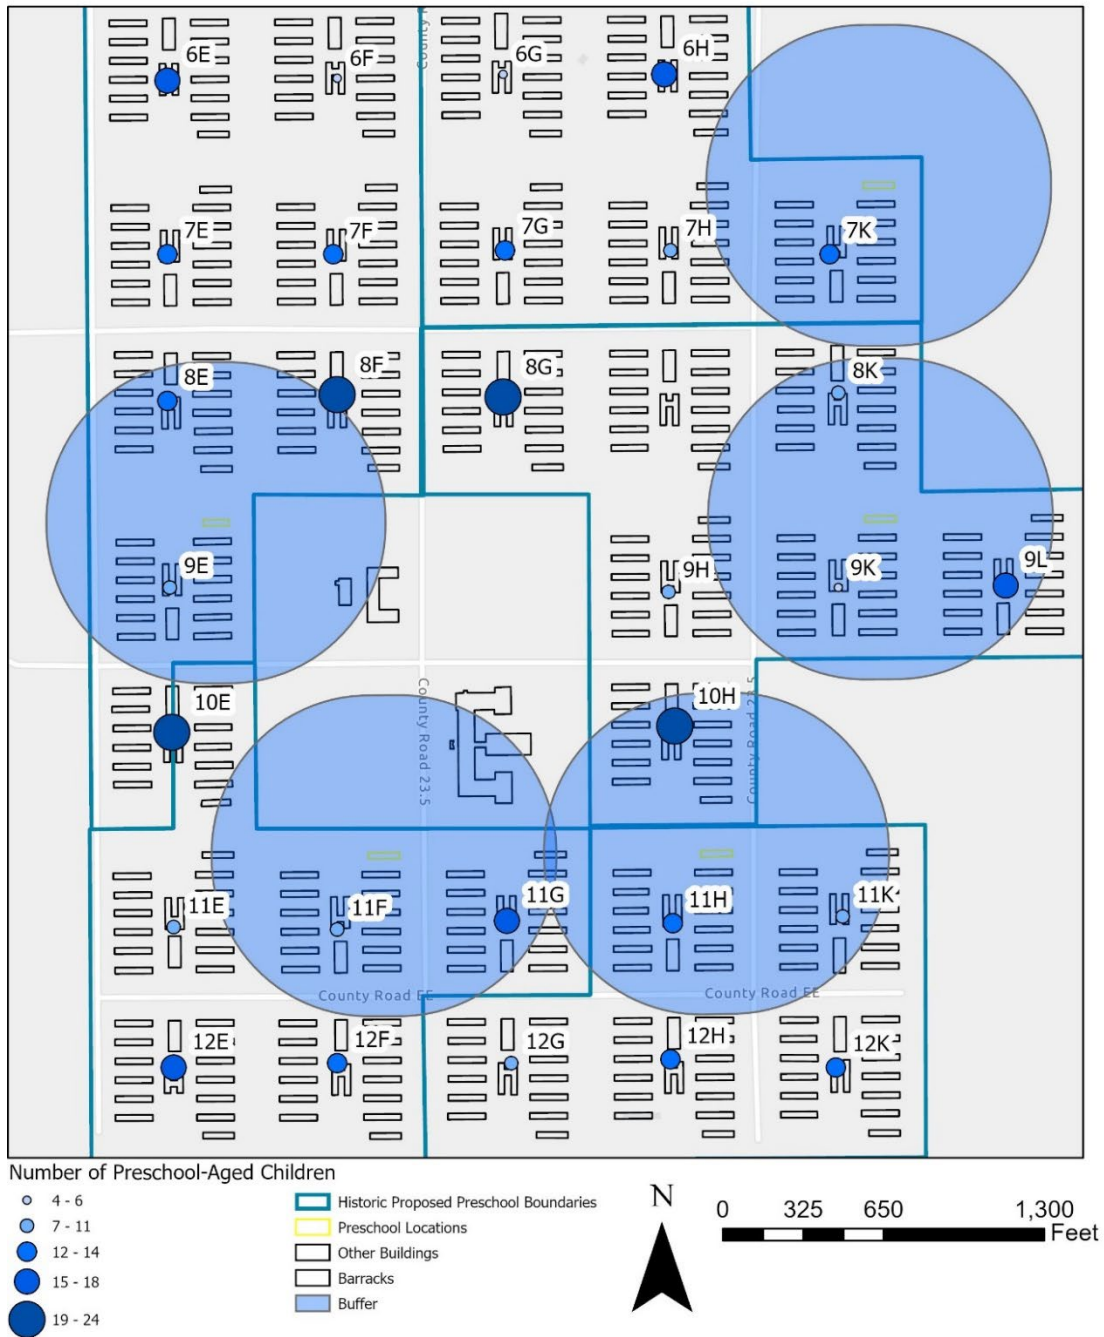 County R
6E
6F
6G
6H
7E
7F
7G
7H
7K
8E
8F
8G
8K
9E
9H
9K
9L
10E
10H
County Road 23.5
County Road 23.5
11E
11F
11G
11H
11K
County Road EE
County Road EE
12E
12F
12G
12H
12K
Number of Preschool-Aged Children
4 - 6
7 - 11
12 - 14
15 - 18
19 - 24
Historic Proposed Preschool Boundaries
Preschool Locations
Other Buildings
Barracks
Buffer
N
0 325 650 1,300
Feet